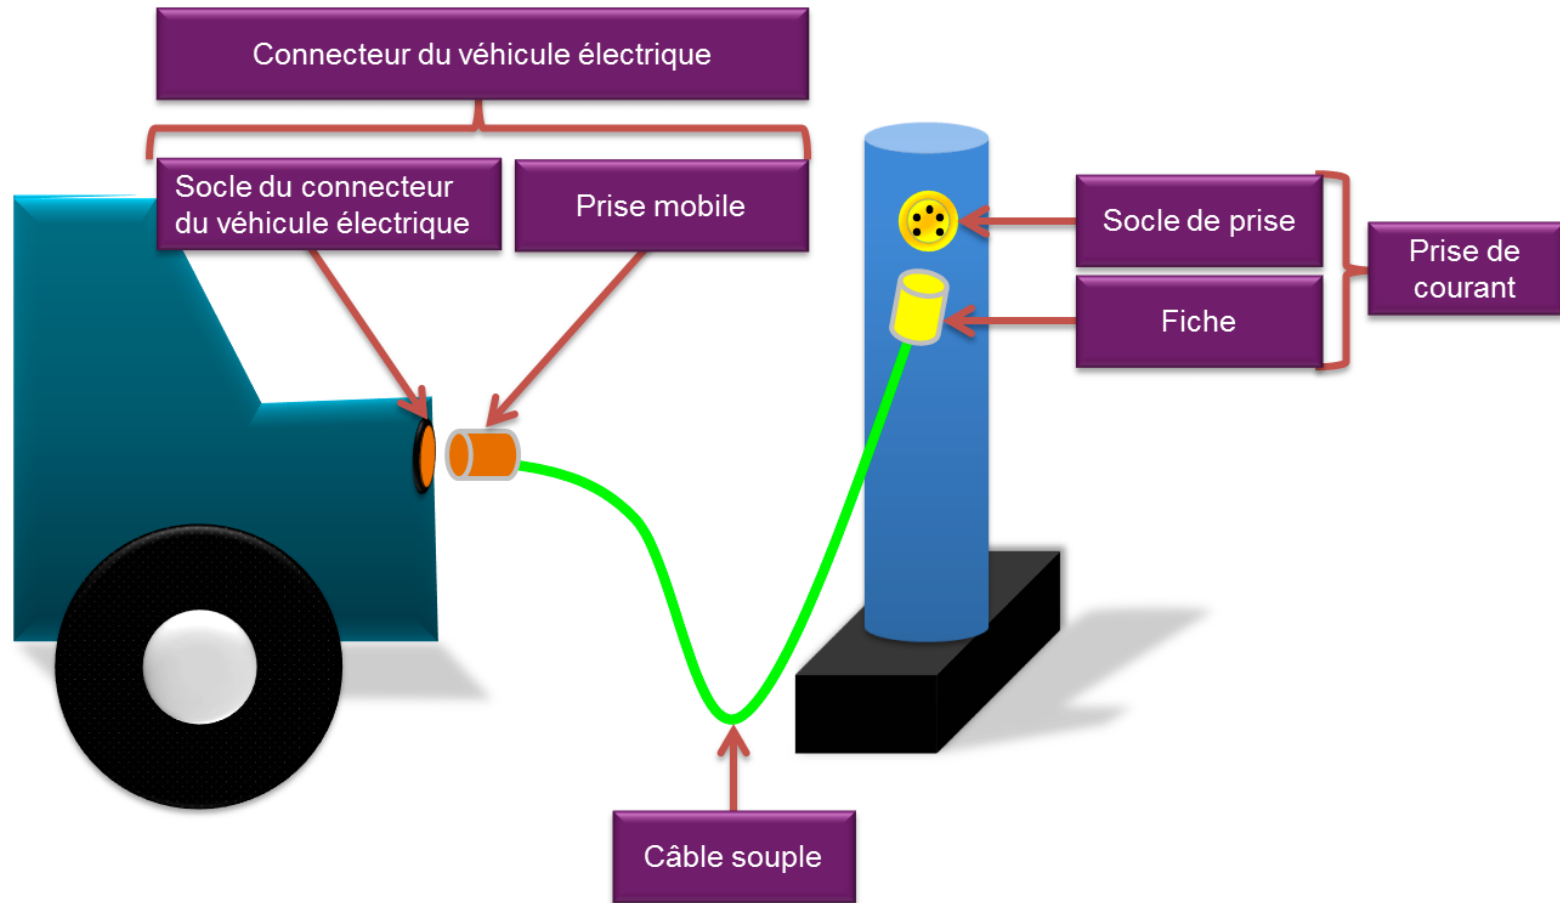 Connecteur du véhicule électrique
Socle du connecteur
du véhicule électrique
Prise mobile
Socle de prise
Fiche
Prise de
courant
Câble souple